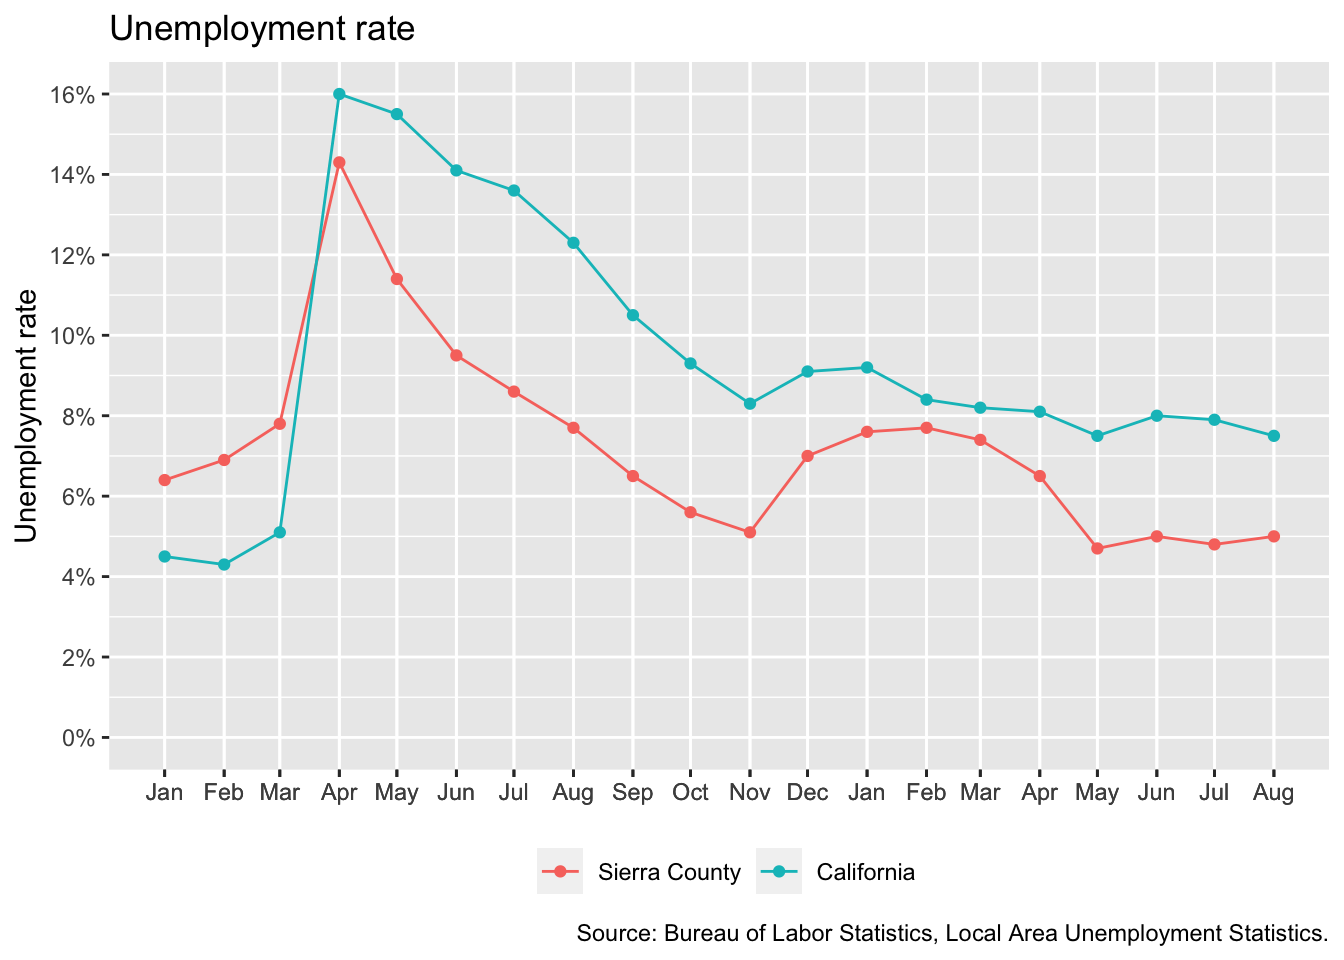 Unemployment rate
Unemployment rate
16%
14%
12%
10%
8%
6%
4%
2%
0%
Jan Feb Mar Apr May Jun Jul Aug Sep Oct Nov Dec Jan Feb Mar Apr May Jun Jul Aug
Sierra County California
Source: Bureau of Labor Statistics, Local Area Unemployment Statistics.